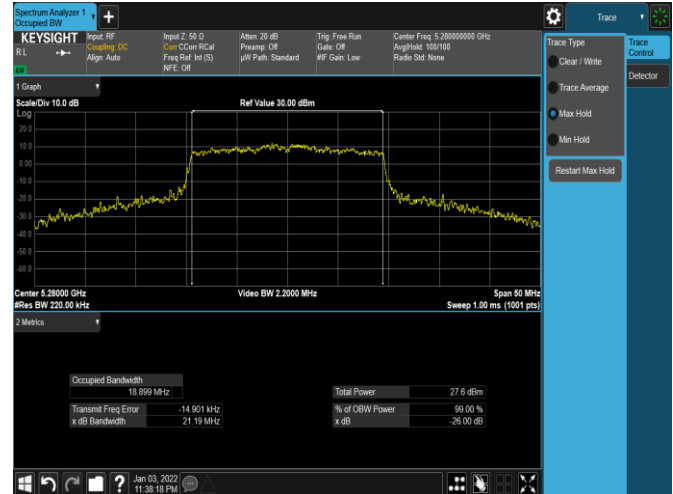 Spectrum Analyzer 1
Occupied BW
Trace
KEYSIGHT
R L
LNI
Input: RF
Coupling: DC
Align: Auto
Input Z: 50 Ω
Corr CCorr RCal
Freq Ref: Int (S)
NFE: Off
Atten: 20 dB
Preamp: Off
µW Path: Standard
Trig: Free Run
Gate: Off
#IF Gain: Low
Center Freq: 5.280000000 GHz
Avg|Hold: 100/100
Radio Std: None
Trace Type
Clear / Write
Trace Average
Max Hold
Min Hold
Restart Max Hold
Trace
Control
Detector
1 Graph
Scale/Div 10.0 dB
Ref Value 30.00 dBm
Log
20.0
10.0
0.00
-10.0
-20.0
-30.0
-40.0
-50.0
-60.0
Center 5.28000 GHz
#Res BW 220.00 kHz
Video BW 2.2000 MHz
Span 50 MHz
Sweep 1.00 ms (1001 pts)
2 Metrics
Occupied Bandwidth
18.899 MHz
Transmit Freq Error -14.901 kHz
x dB Bandwidth 21.19 MHz
Total Power 27.6 dBm
% of OBW Power 99.00 %
x dB -26.00 dB
Jan 03, 2022
11:38:18 PM